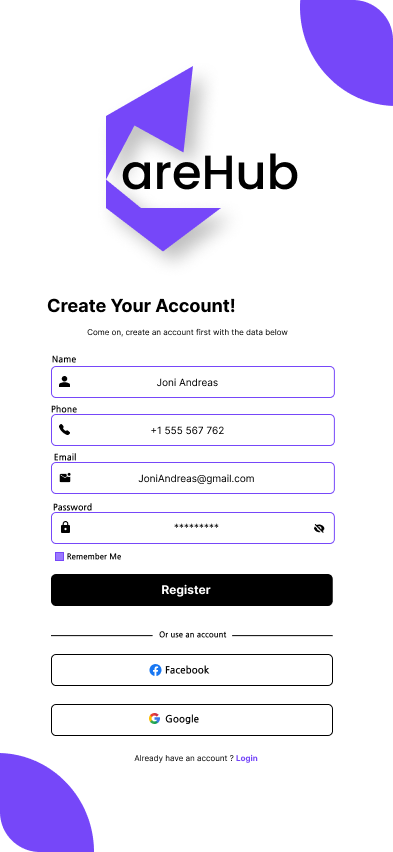 areHub
Create Your Account!
Come on, create an account first with the data below
Name
Joni Andreas
Phone
+1 555 567 762
Email
JoniAndreas@gmail.com
Password
*********
Remember Me
Register
Or use an account
Facebook
Google
Already have an account ? Login